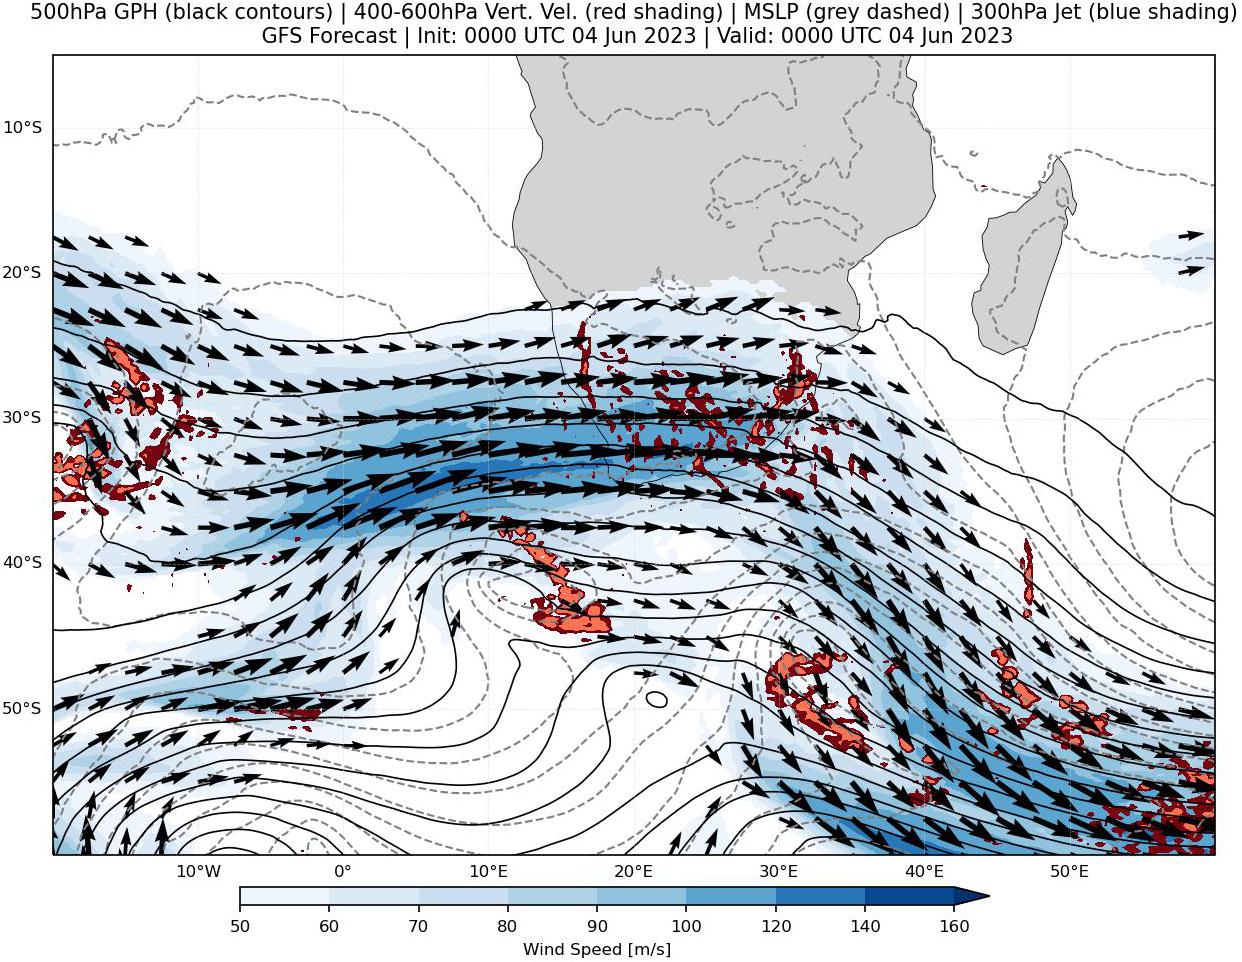 500hPa GPH (black contours) | 400-600hPa Vert. Vel. (red shading) | MSLP (grey dashed) | 300hPa Jet (blue shading)
GFS Forecast | Init: 0000 UTC 04 Jun 2023 | Valid: 0000 UTC 04 Jun 2023
10°S
20°S
30°S
40°S
50°S
10°W 0° 10°E 20°E 30°E 40°E 50°E
50 60 70 80 90 100 120 140 160
Wind Speed [m/s]